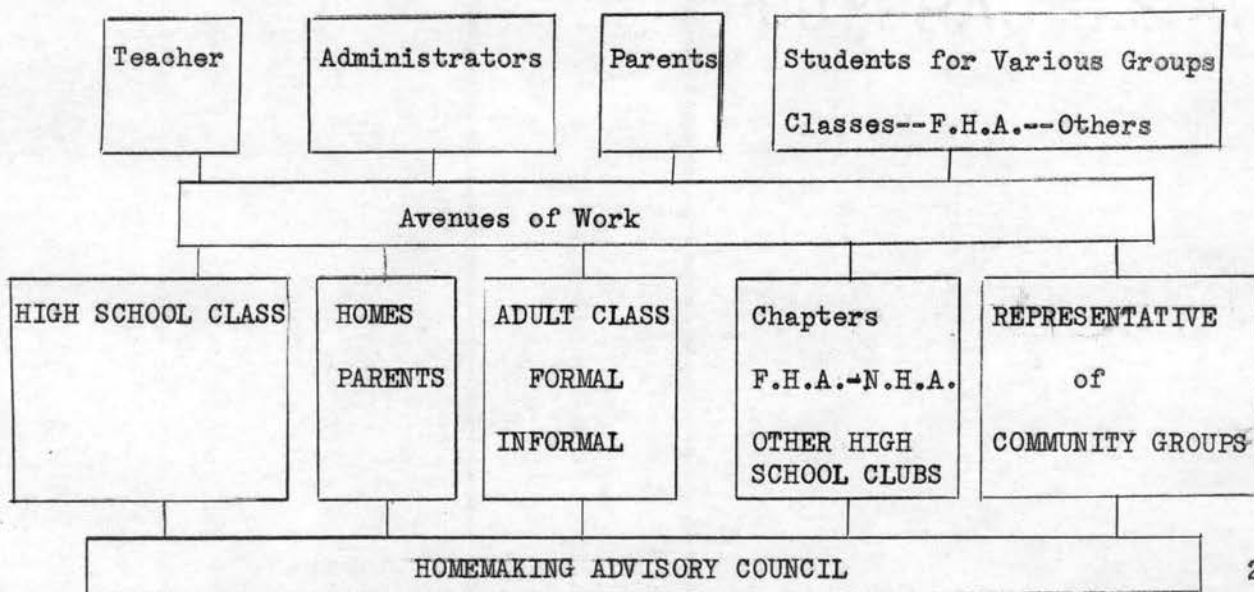 Teacher
Administrators
Parents
Students for Various Groups
Classes--F.H.A.--Others
Avenues of Work
HIGH SCHOOL CLASS
HOMES
PARENTS
ADULT CLASS
FORMAL
INFORMAL
Chapters
F.H.A.-N.H.A.
OTHER HIGH
SCHOOL CLUBS
REPRESENTATIVE
of
COMMUNITY GROUPS
HOMEMAKING ADVISORY COUNCIL